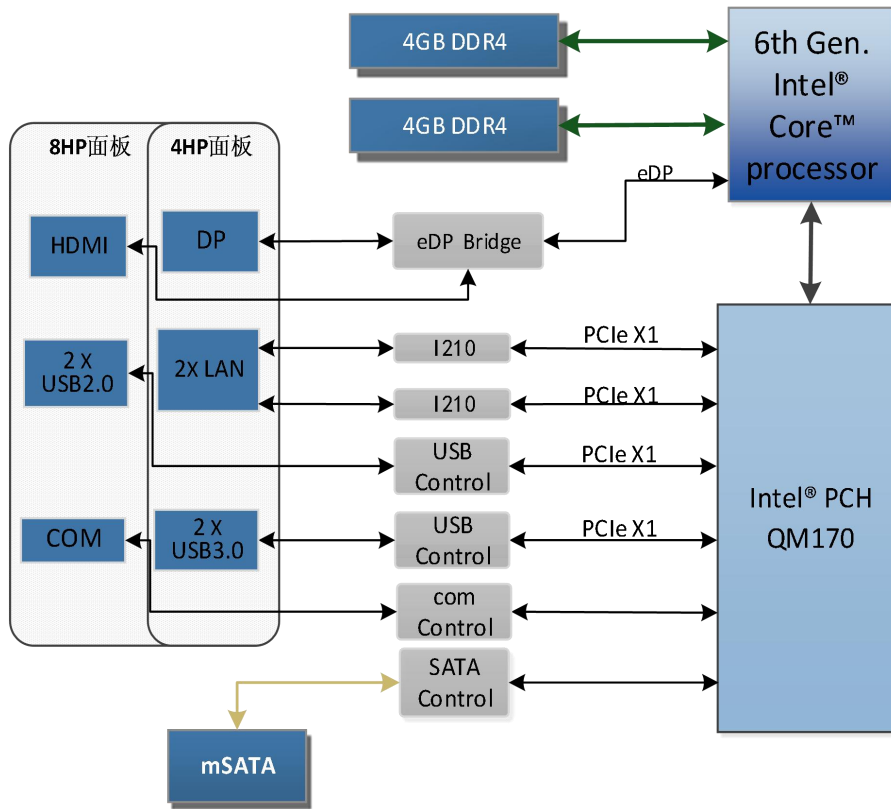 4GB DDR4
6th Gen.
Intel®
Core™
processor
4GB DDR4
8HP面板
4HP面板
eDP
HDMI
DP
eDP Bridge
2 X
USB2.0
2X LAN
I210
PCIe X1
I210
PCIe X1
USB
Control
PCIe X1
Intel® PCH
QM170
COM
2 X
USB3.0
USB
Control
PCIe X1
com
Control
SATA
Control
mSATA